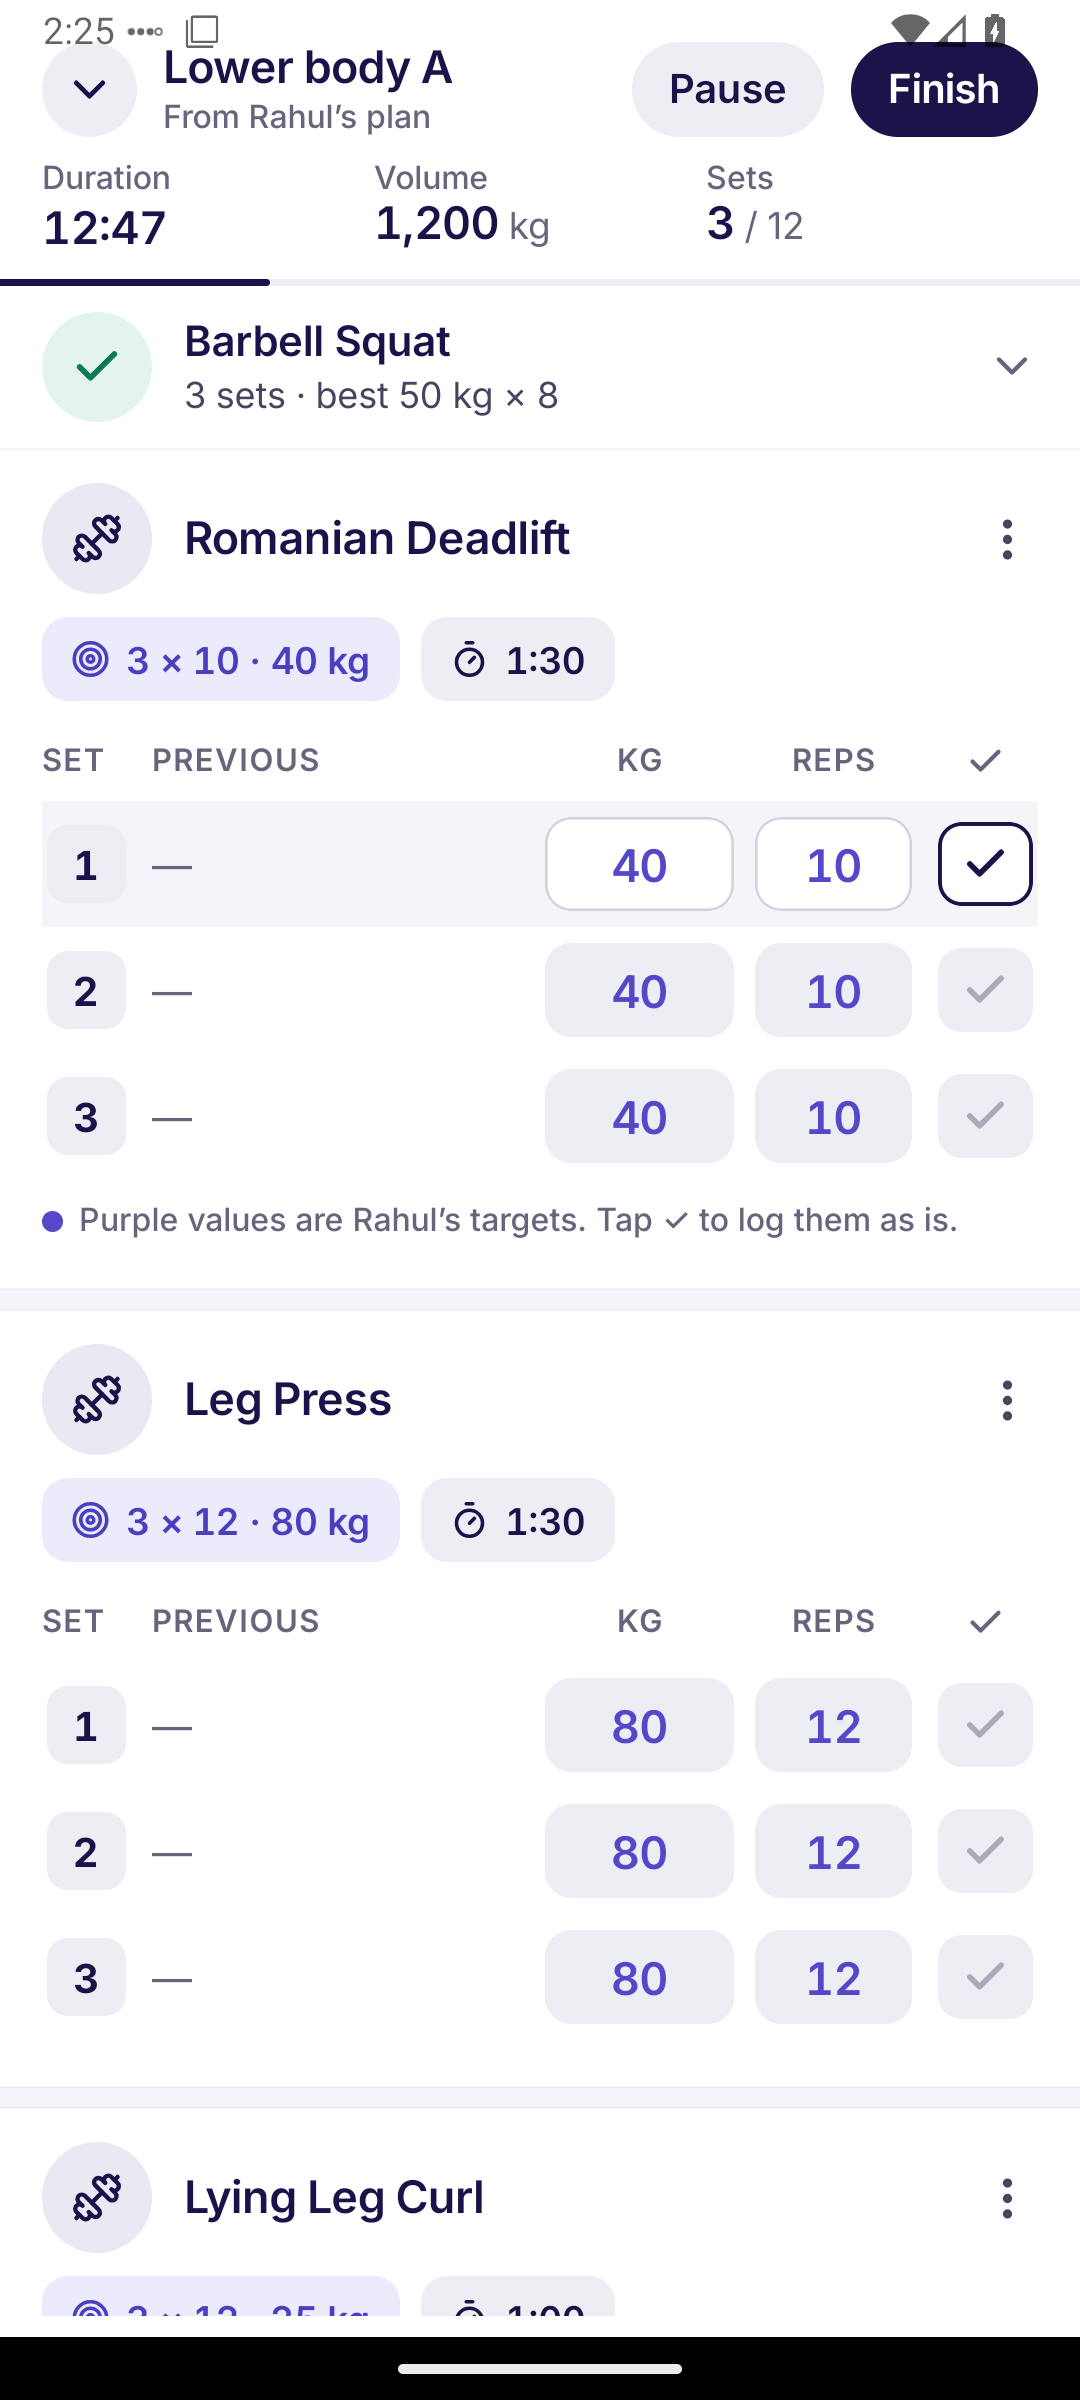 2:25
Lower body A
From Rahul’s plan
Pause
Finish
Duration
Volume
Sets
12:47
1,200 kg
3 / 12
Barbell Squat
3 sets · best 50 kg × 8
Romanian Deadlift
3 × 10 · 40 kg
1:30
SET PREVIOUS KG REPS ✓
1 — 40 10 ✓
2 — 40 10 ✓
3 — 40 10 ✓
Purple values are Rahul’s targets. Tap ✓ to log them as is.
Leg Press
3 × 12 · 80 kg
1:30
SET PREVIOUS KG REPS ✓
1 — 80 12 ✓
2 — 80 12 ✓
3 — 80 12 ✓
Lying Leg Curl